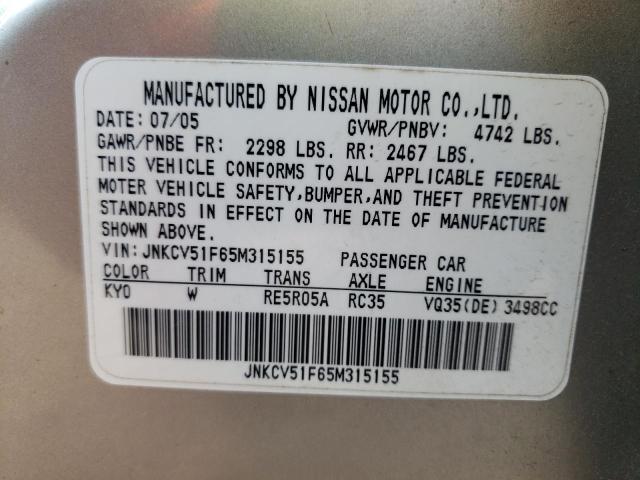 MANUFACTURED BY NISSAN MOTOR CO.,LTD.
DATE: 07/05 GVWR/PNBV: 4742 LBS.
GAWR/PNBE FR: 2298 LBS. RR: 2467 LBS.
THIS VEHICLE CONFORMS TO ALL APPLICABLE FEDERAL
MOTER VEHICLE SAFETY,BUMPER,AND THEFT PREVENTION
STANDARDS IN EFFECT ON THE DATE OF MANUFACTURE
SHOWN ABOVE.
VIN:JNKCV51F65M315155 PASSENGER CAR
COLOR TRIM TRANS AXLE ENGINE
KY0 W RE5R05A RC35 VQ35(DE) 3498CC
JNKCV51F65M315155